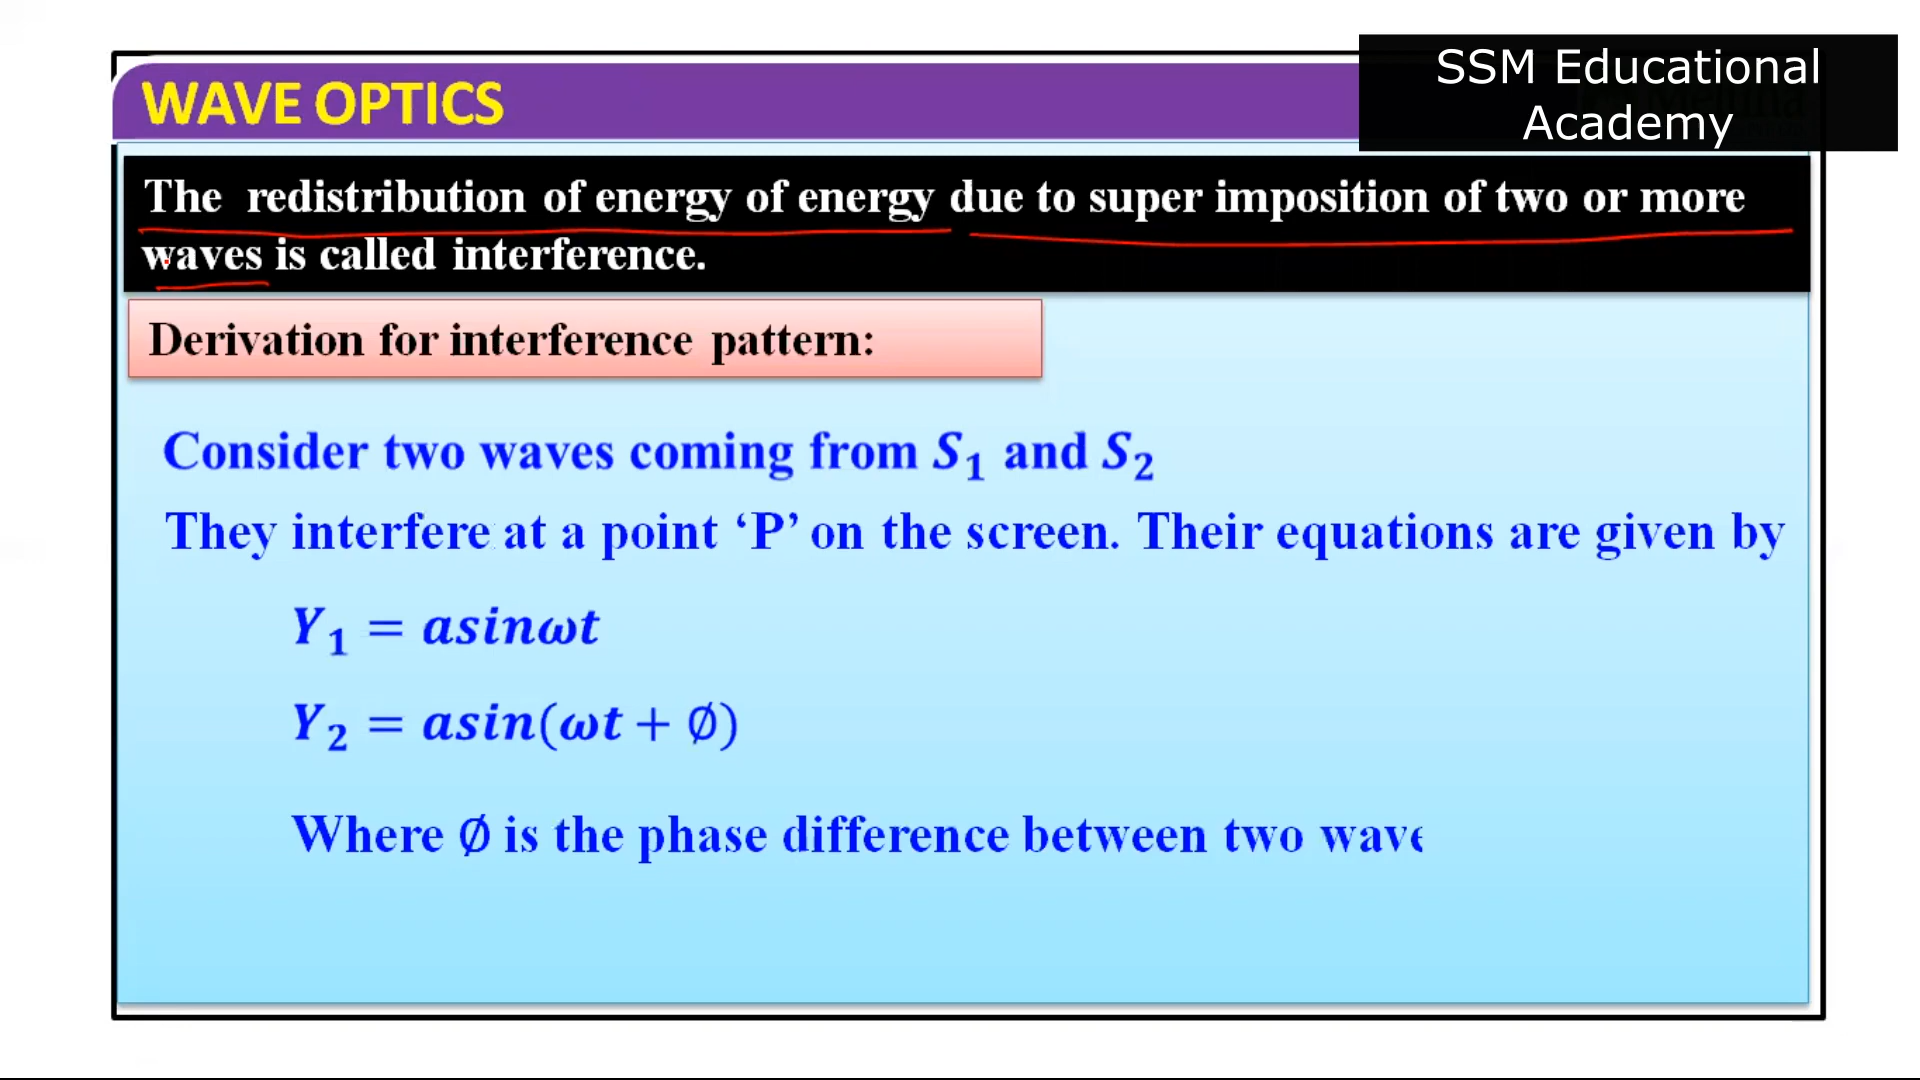 SSM Educational
Academy
WAVE OPTICS
The redistribution of energy of energy due to super imposition of two or more
waves is called interference.
Derivation for interference pattern:
Consider two waves coming from S₁ and S₂
They interfere at a point ‘P’ on the screen. Their equations are given by
Y₁ = asinωt
Y₂ = asin(ωt + ∅)
Where ∅ is the phase difference between two wave